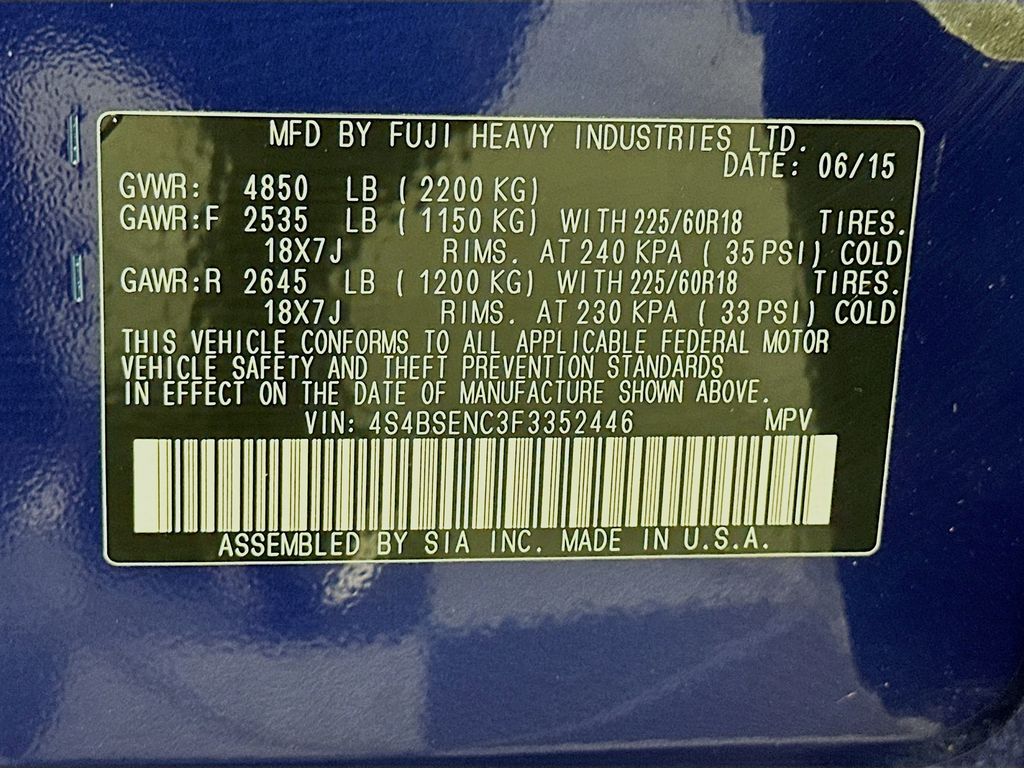 MFD BY FUJI HEAVY INDUSTRIES LTD.
DATE: 06/15
GVWR: 4850 LB ( 2200 KG)
GAWR:F 2535 LB ( 1150 KG) WITH 225/60R18 TIRES.
18X7J RIMS. AT 240 KPA ( 35 PSI) COLD
GAWR:R 2645 LB ( 1200 KG) WITH 225/60R18 TIRES.
18X7J RIMS. AT 230 KPA ( 33 PSI) COLD
THIS VEHICLE CONFORMS TO ALL APPLICABLE FEDERAL MOTOR
VEHICLE SAFETY AND THEFT PREVENTION STANDARDS
IN EFFECT ON THE DATE OF MANUFACTURE SHOWN ABOVE.
VIN: 4S4BSENC3F3352446 MPV
ASSEMBLED BY SIA INC. MADE IN U.S.A.